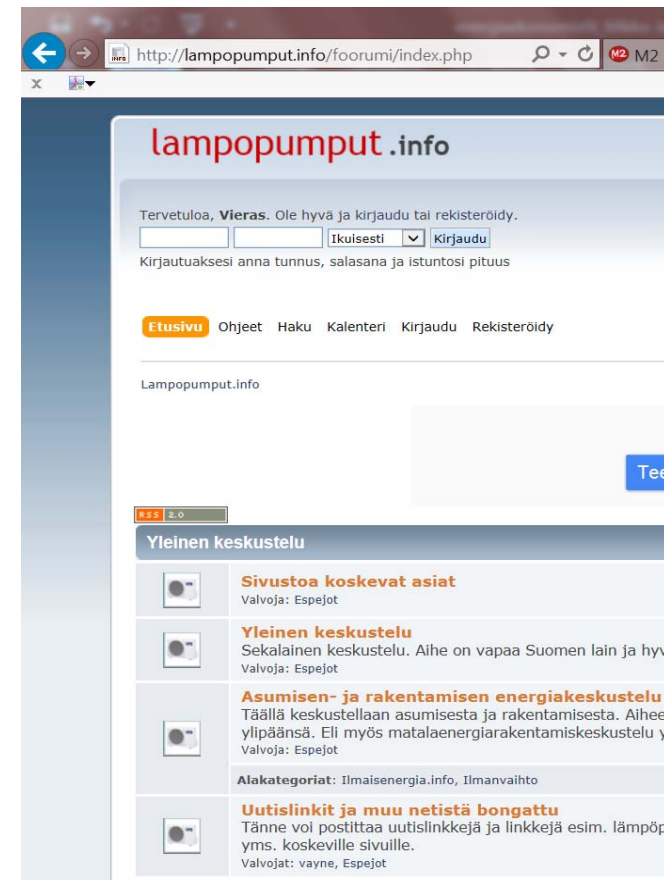 http://lampopumput.info/foorumi/index.php
M2 M2
x
lampopumput.info
Tervetuloa, Vieras. Ole hyvä ja kirjaudu tai rekisteröidy.
Ikuisesti Kirjaudu
Kirjautuaksesi anna tunnus, salasana ja istuntosi pituus
Etusivu Ohjeet Haku Kalenteri Kirjaudu Rekisteröidy
Lampopumput.info
Tee
RSS 2.0
Yleinen keskustelu
Sivustoa koskevat asiat
Valvoja: Espejot
Yleinen keskustelu
Sekalainen keskustelu. Aihe on vapaa Suomen lain ja hyv
Valvoja: Espejot
Asumisen- ja rakentamisen energiakeskustelu
Täällä keskustellaan asumisesta ja rakentamisesta. Aihee
ylipäänsä. Eli myös matalaenergiarakentamiskeskustelu y
Valvoja: Espejot
Alakategoriat: Ilmaisenergia.info, Ilmanvaihto
Uutislinkit ja muu netistä bongattu
Tänne voi postittaa uutislinkkejä ja linkkejä esim. lämpöp
yms. koskeville sivuille.
Valvojat: vayne, Espejot